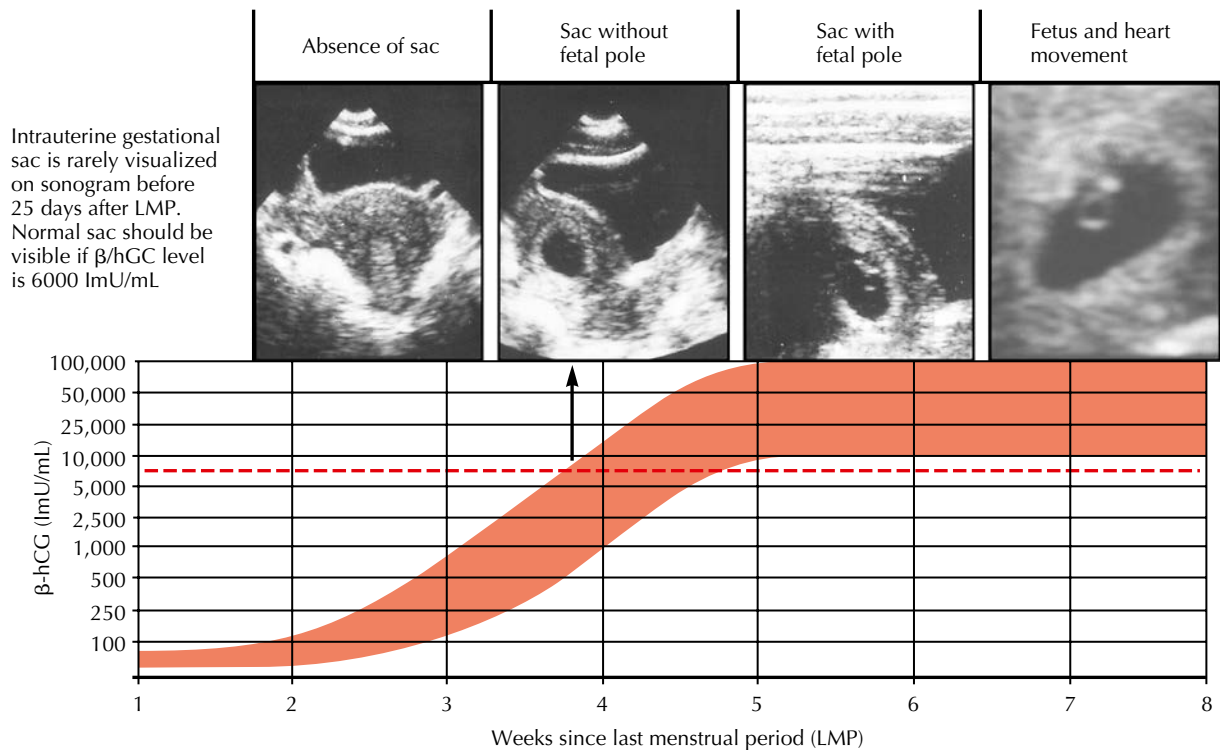 Absence of sac
Sac without
fetal pole
Sac with
fetal pole
Fetus and heart
movement
Intrauterine gestational
sac is rarely visualized
on sonogram before
25 days after LMP.
Normal sac should be
visible if β/hGC level
is 6000 ImU/mL
β-hCG (ImU/mL)
100,000
50,000
25,000
10,000
5,000
2,500
1,000
500
250
100
1 2 3 4 5 6 7 8
Weeks since last menstrual period (LMP)